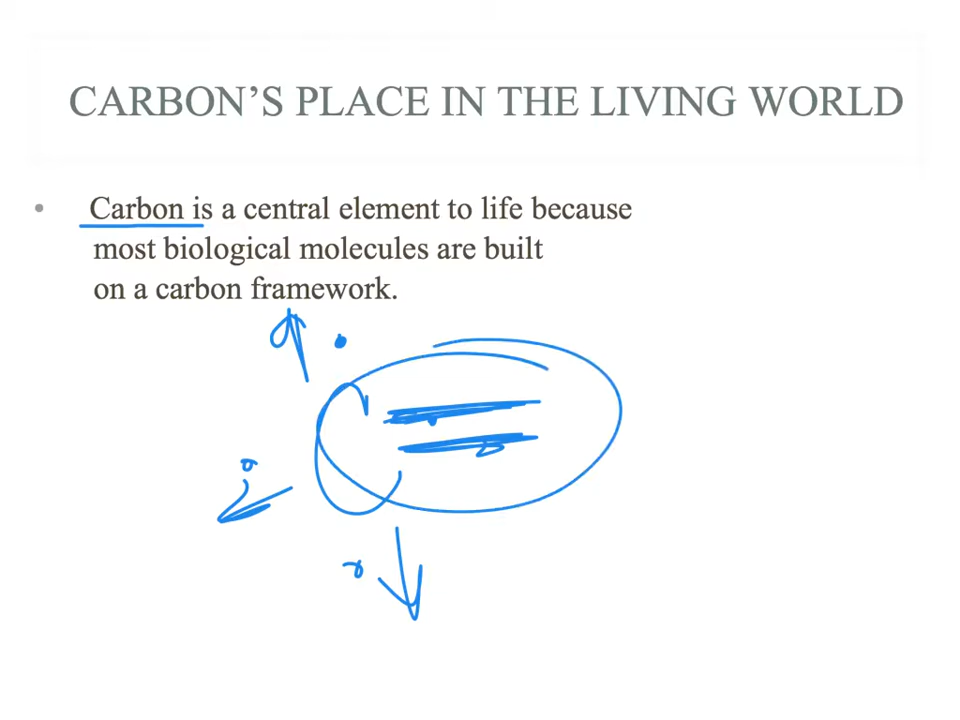 CARBON’S PLACE IN THE LIVING WORLD
• Carbon is a central element to life because
most biological molecules are built
on a carbon framework.